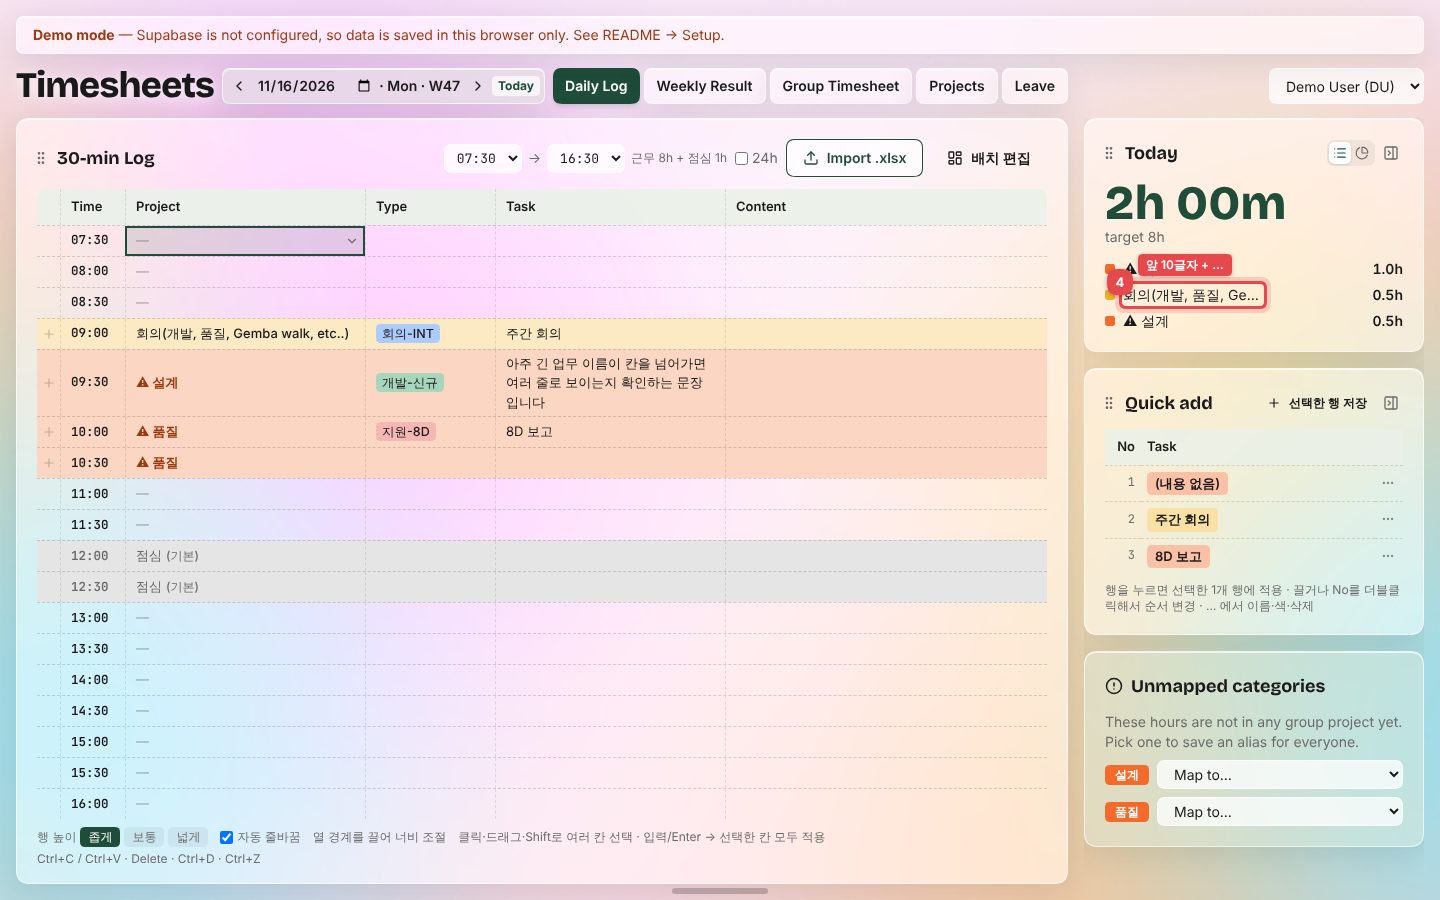 Demo mode — Supabase is not configured, so data is saved in this browser only. See README → Setup.
Timesheets
11/16/2026 · Mon · W47 Today
Daily Log
Weekly Result
Group Timesheet
Projects
Leave
Demo User (DU)
30-min Log
07:30 → 16:30 근무 8h + 점심 1h 24h
Import .xlsx
배치 편집
Time Project Type Task Content
07:30 —
08:00 —
08:30 —
+ 09:00 회의(개발, 품질, Gemba walk, etc..) 회의-INT 주간 회의
+ 09:30 ⚠ 설계 개발-신규 아주 긴 업무 이름이 칸을 넘어가면
여러 줄로 보이는지 확인하는 문장
입니다
+ 10:00 ⚠ 품질 지원-8D 8D 보고
+ 10:30 ⚠ 품질
11:00 —
11:30 —
12:00 점심 (기본)
12:30 점심 (기본)
13:00 —
13:30 —
14:00 —
14:30 —
15:00 —
15:30 —
16:00 —
행 높이 좁게 보통 넓게 자동 줄바꿈 열 경계를 끌어 너비 조절 클릭·드래그·Shift로 여러 칸 선택 · 입력/Enter → 선택한 칸 모두 적용
Ctrl+C / Ctrl+V · Delete · Ctrl+D · Ctrl+Z
Today
2h 00m
target 8h
앞 10글자 + ...
⚠ 1.0h
4
회의(개발, 품질, Ge... 0.5h
⚠ 설계 0.5h
Quick add
+ 선택한 행 저장
No Task
1 (내용 없음) ...
2 주간 회의 ...
3 8D 보고 ...
행을 누르면 선택한 1개 행에 적용 · 끌거나 No를 더블클
릭해서 순서 변경 · ... 에서 이름·색·삭제
Unmapped categories
These hours are not in any group project yet.
Pick one to save an alias for everyone.
설계 Map to...
품질 Map to...